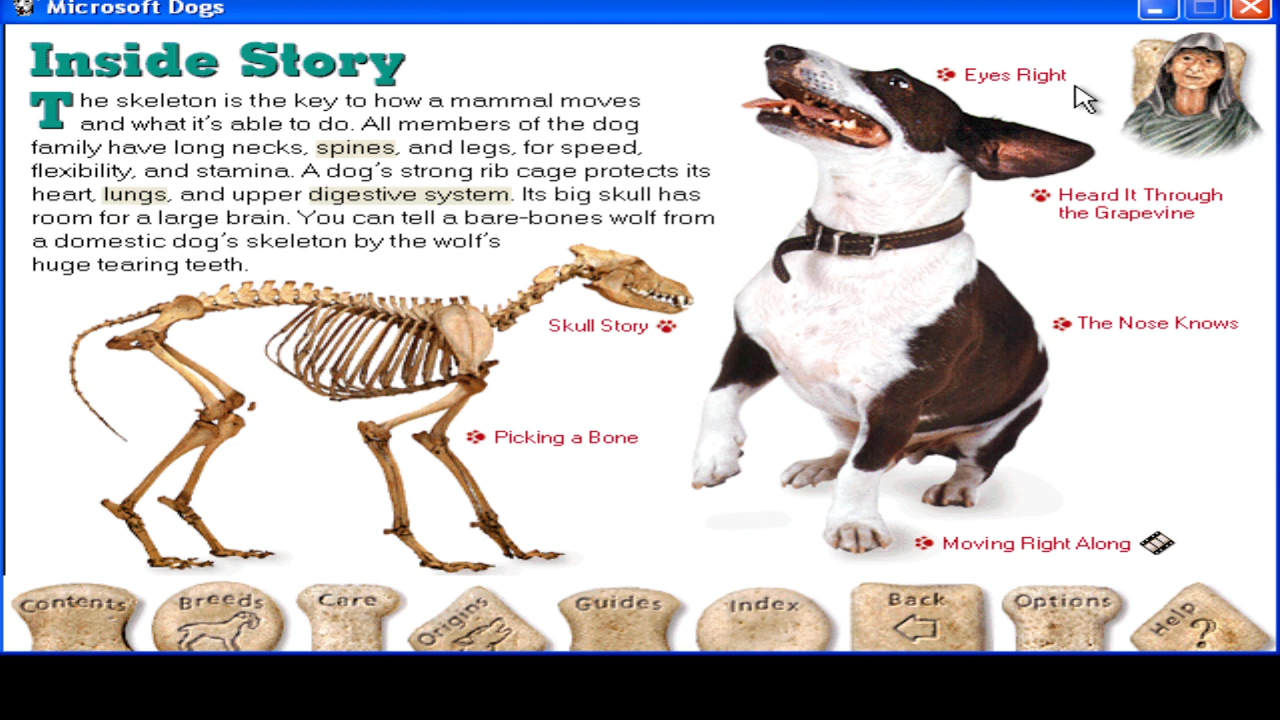 Microsoft Dogs
Inside Story
The skeleton is the key to how a mammal moves
and what it's able to do. All members of the dog
family have long necks, spines, and legs, for speed,
flexibility, and stamina. A dog's strong rib cage protects its
heart, lungs, and upper digestive system. Its big skull has
room for a large brain. You can tell a bare-bones wolf from
a domestic dog's skeleton by the wolf's
huge tearing teeth.
Eyes Right
Heard It Through
the Grapevine
Skull Story
The Nose Knows
Picking a Bone
Moving Right Along
Contents
Breeds
Care
Origins
Guides
Index
Back
Options
Help
?